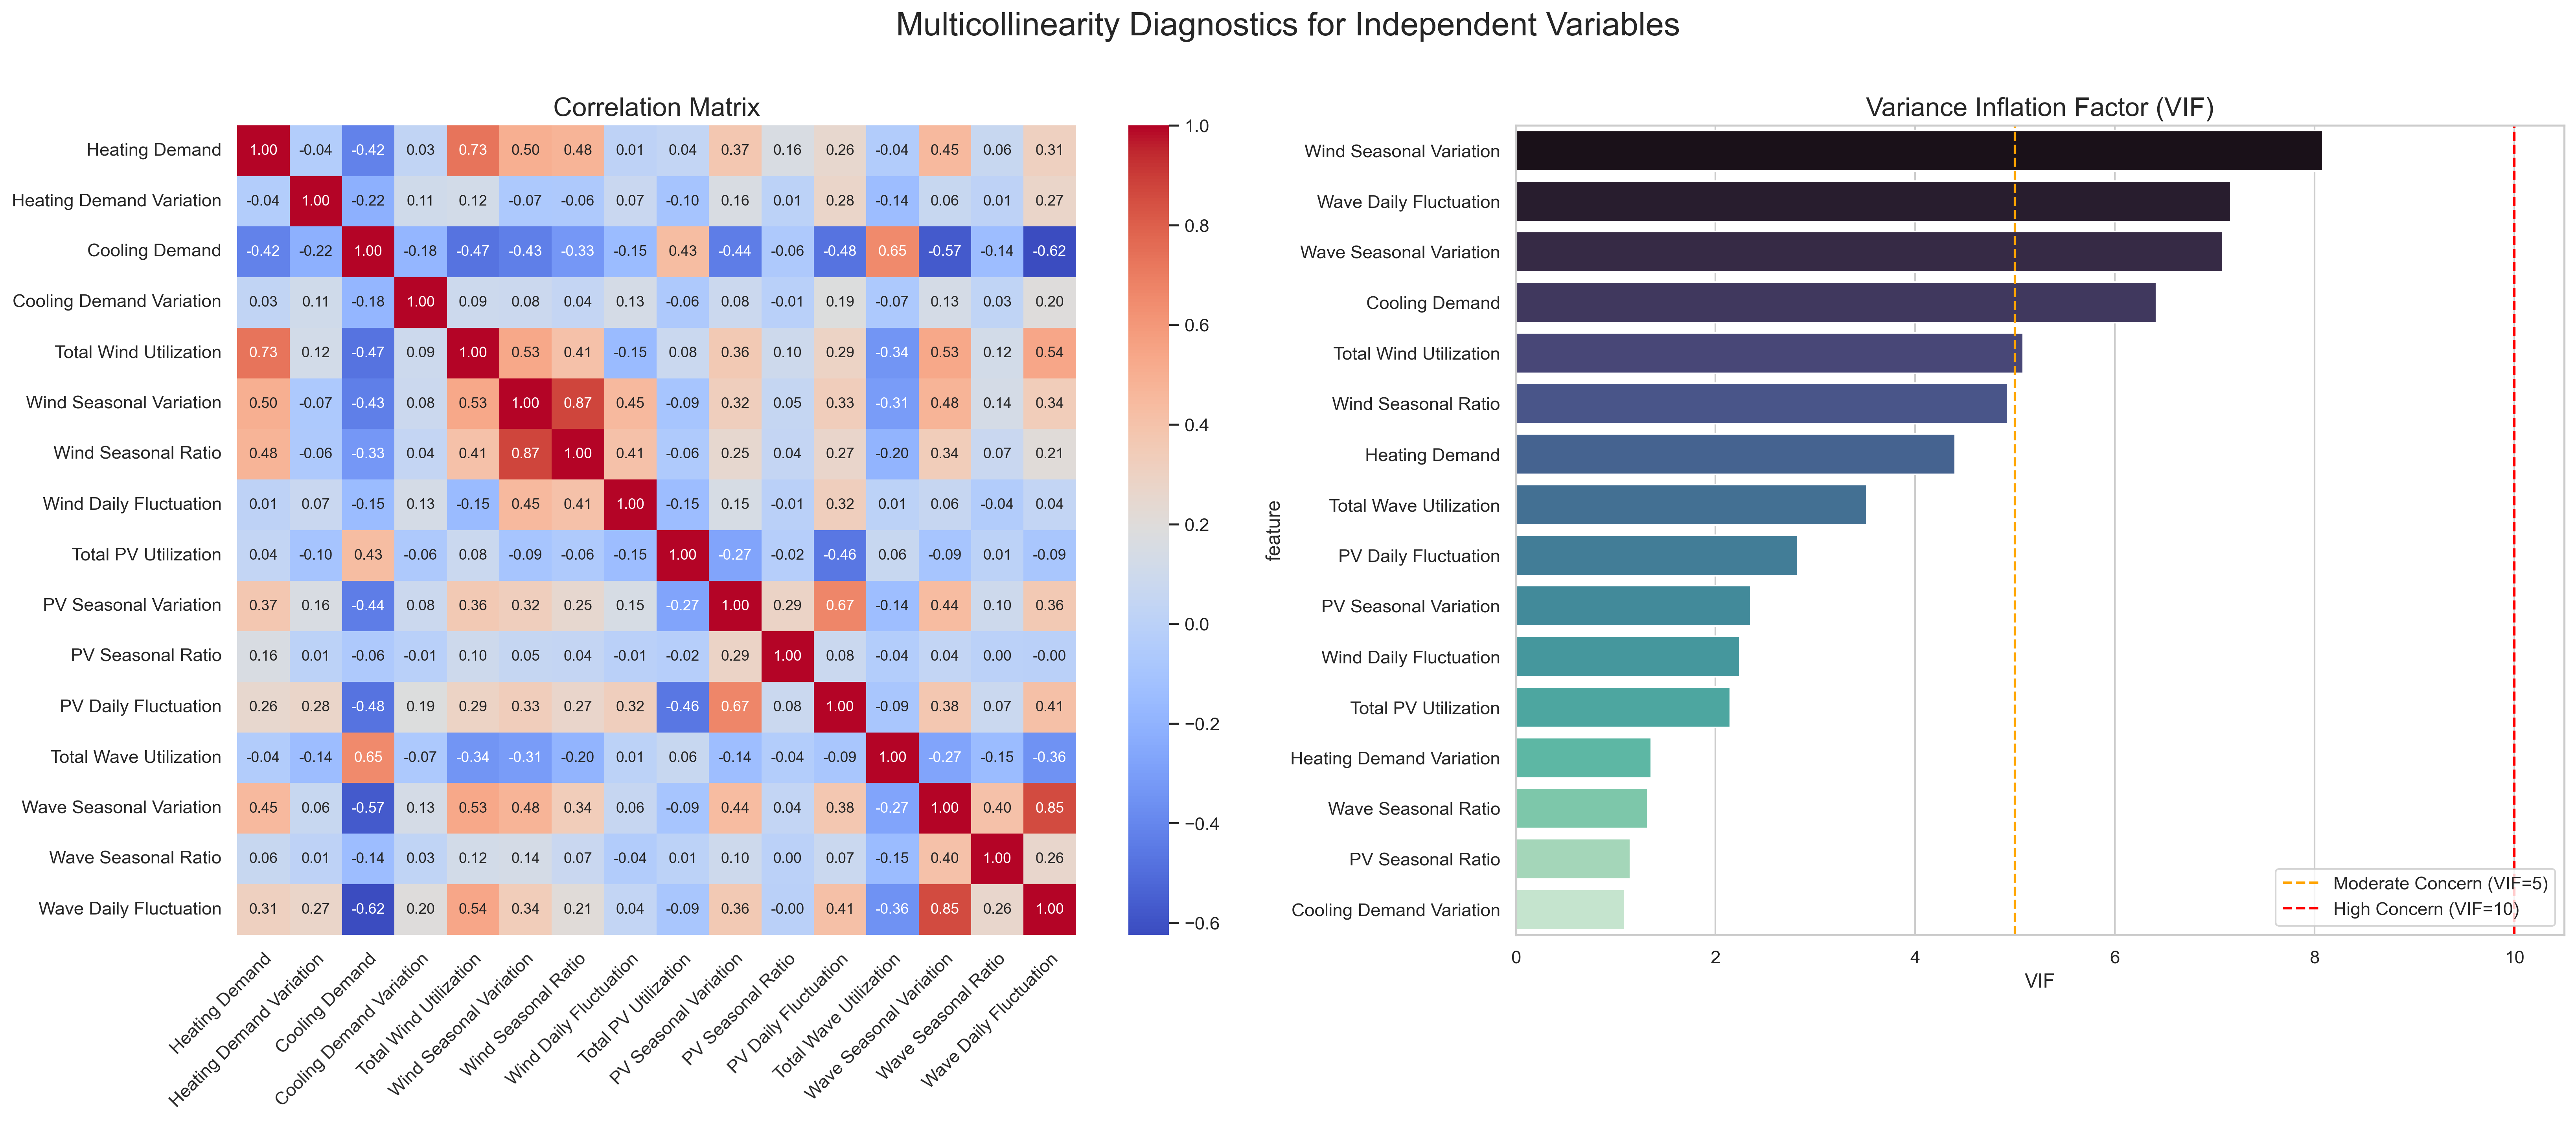 Multicollinearity Diagnostics for Independent Variables
Correlation Matrix
Heating Demand 1.00 -0.04 -0.42 0.03 0.73 0.50 0.48 0.01 0.04 0.37 0.16 0.26 -0.04 0.45 0.06 0.31
Heating Demand Variation -0.04 1.00 -0.22 0.11 0.12 -0.07 -0.06 0.07 -0.10 0.16 0.01 0.28 -0.14 0.06 0.01 0.27
Cooling Demand -0.42 -0.22 1.00 -0.18 -0.47 -0.43 -0.33 -0.15 0.43 -0.44 -0.06 -0.48 0.65 -0.57 -0.14 -0.62
Cooling Demand Variation 0.03 0.11 -0.18 1.00 0.09 0.08 0.04 0.13 -0.06 0.08 -0.01 0.19 -0.07 0.13 0.03 0.20
Total Wind Utilization 0.73 0.12 -0.47 0.09 1.00 0.53 0.41 -0.15 0.08 0.36 0.10 0.29 -0.34 0.53 0.12 0.54
Wind Seasonal Variation 0.50 -0.07 -0.43 0.08 0.53 1.00 0.87 0.45 -0.09 0.32 0.05 0.33 -0.31 0.48 0.14 0.34
Wind Seasonal Ratio 0.48 -0.06 -0.33 0.04 0.41 0.87 1.00 0.41 -0.06 0.25 0.04 0.27 -0.20 0.34 0.07 0.21
Wind Daily Fluctuation 0.01 0.07 -0.15 0.13 -0.15 0.45 0.41 1.00 -0.15 0.15 -0.01 0.32 0.01 0.06 -0.04 0.04
Total PV Utilization 0.04 -0.10 0.43 -0.06 0.08 -0.09 -0.06 -0.15 1.00 -0.27 -0.02 -0.46 0.06 -0.09 0.01 -0.09
PV Seasonal Variation 0.37 0.16 -0.44 0.08 0.36 0.32 0.25 0.15 -0.27 1.00 0.29 0.67 -0.14 0.44 0.10 0.36
PV Seasonal Ratio 0.16 0.01 -0.06 -0.01 0.10 0.05 0.04 -0.01 -0.02 0.29 1.00 0.08 -0.04 0.04 0.00 -0.00
PV Daily Fluctuation 0.26 0.28 -0.48 0.19 0.29 0.33 0.27 0.32 -0.46 0.67 0.08 1.00 -0.09 0.38 0.07 0.41
Total Wave Utilization -0.04 -0.14 0.65 -0.07 -0.34 -0.31 -0.20 0.01 0.06 -0.14 -0.04 -0.09 1.00 -0.27 -0.15 -0.36
Wave Seasonal Variation 0.45 0.06 -0.57 0.13 0.53 0.48 0.34 0.06 -0.09 0.44 0.04 0.38 -0.27 1.00 0.40 0.85
Wave Seasonal Ratio 0.06 0.01 -0.14 0.03 0.12 0.14 0.07 -0.04 0.01 0.10 0.00 0.07 -0.15 0.40 1.00 0.26
Wave Daily Fluctuation 0.31 0.27 -0.62 0.20 0.54 0.34 0.21 0.04 -0.09 0.36 -0.00 0.41 -0.36 0.85 0.26 1.00
Heating Demand
Heating Demand Variation
Cooling Demand
Cooling Demand Variation
Total Wind Utilization
Wind Seasonal Variation
Wind Seasonal Ratio
Wind Daily Fluctuation
Total PV Utilization
PV Seasonal Variation
PV Seasonal Ratio
PV Daily Fluctuation
Total Wave Utilization
Wave Seasonal Variation
Wave Seasonal Ratio
Wave Daily Fluctuation
1.0
0.8
0.6
0.4
0.2
0.0
−0.2
−0.4
−0.6
Variance Inflation Factor (VIF)
feature
Wind Seasonal Variation
Wave Daily Fluctuation
Wave Seasonal Variation
Cooling Demand
Total Wind Utilization
Wind Seasonal Ratio
Heating Demand
Total Wave Utilization
PV Daily Fluctuation
PV Seasonal Variation
Wind Daily Fluctuation
Total PV Utilization
Heating Demand Variation
Wave Seasonal Ratio
PV Seasonal Ratio
Cooling Demand Variation
Moderate Concern (VIF=5)
High Concern (VIF=10)
0 2 4 6 8 10
VIF